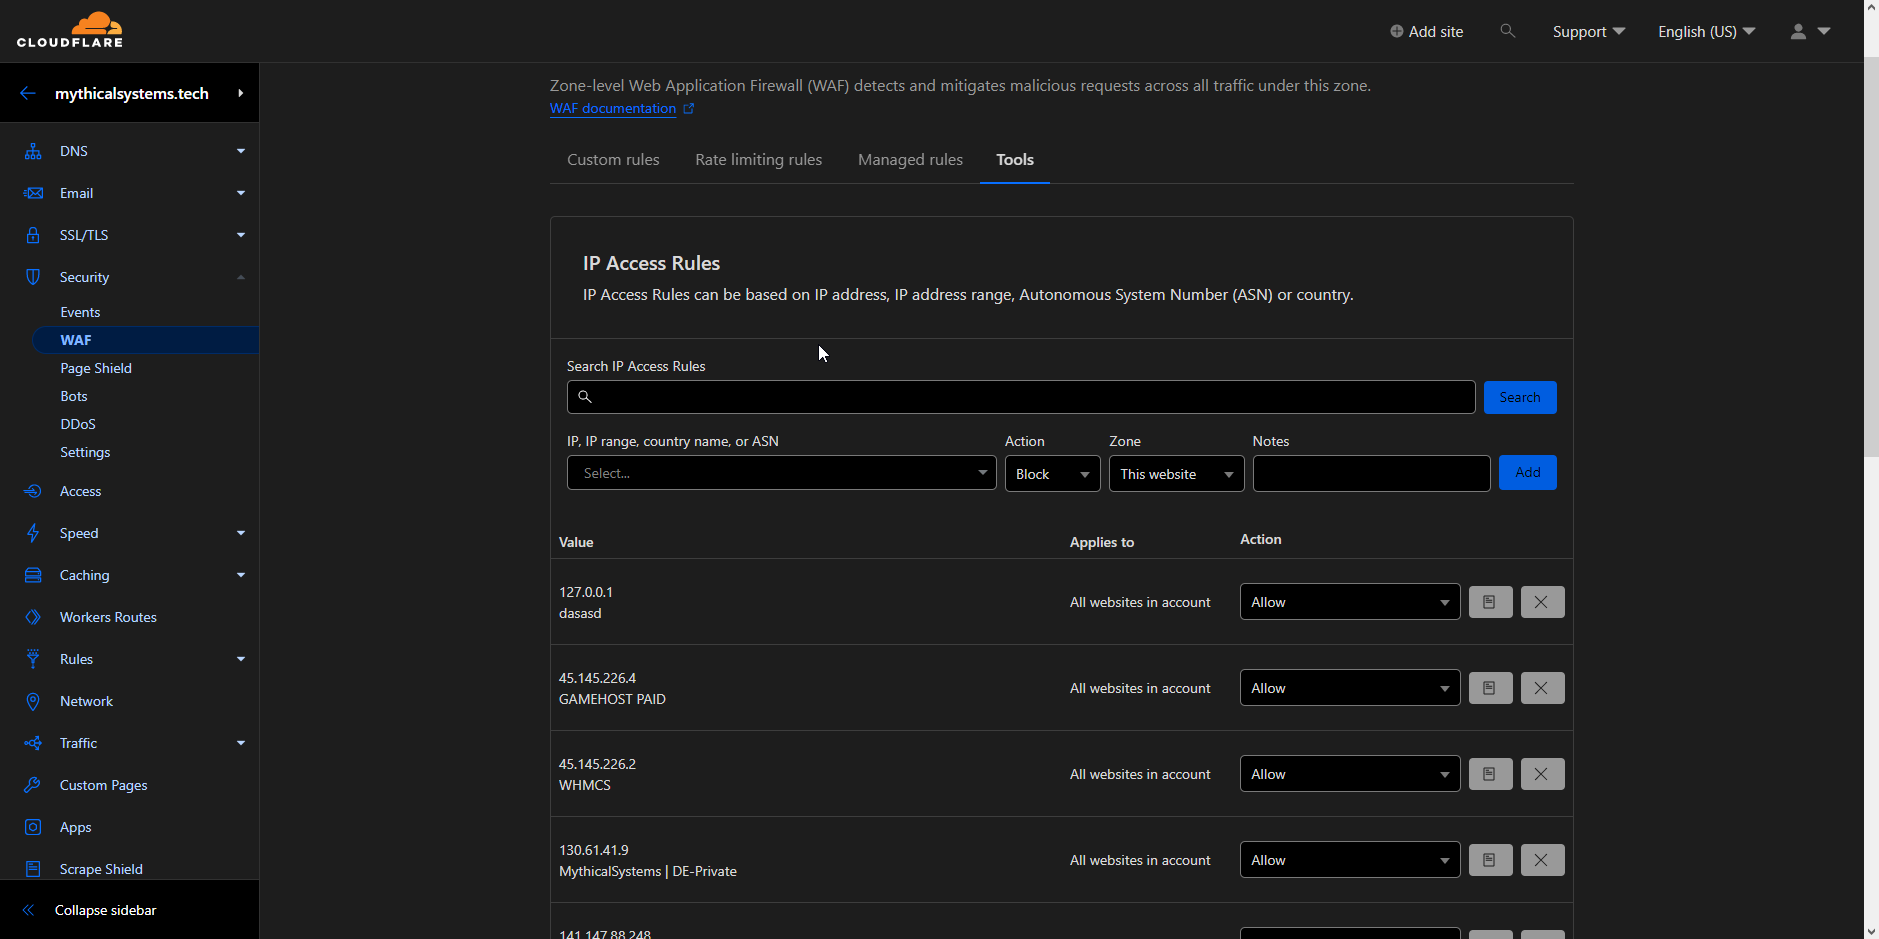 CLOUDFLARE
Add site
Support
English (US)
mythicalsystems.tech
DNS
Email
SSL/TLS
Security
Events
WAF
Page Shield
Bots
DDoS
Settings
Access
Speed
Caching
Workers Routes
Rules
Network
Traffic
Custom Pages
Apps
Scrape Shield
Collapse sidebar
Zone-level Web Application Firewall (WAF) detects and mitigates malicious requests across all traffic under this zone.
WAF documentation
Custom rules Rate limiting rules Managed rules Tools
IP Access Rules
IP Access Rules can be based on IP address, IP address range, Autonomous System Number (ASN) or country.
Search IP Access Rules
Search
IP, IP range, country name, or ASN Action Zone Notes
Select... Block This website Add
Value Applies to Action
127.0.0.1
dasasd
All websites in account Allow
45.145.226.4
GAMEHOST PAID
All websites in account Allow
45.145.226.2
WHMCS
All websites in account Allow
130.61.41.9
MythicalSystems | DE-Private
All websites in account Allow
141.147.88.248